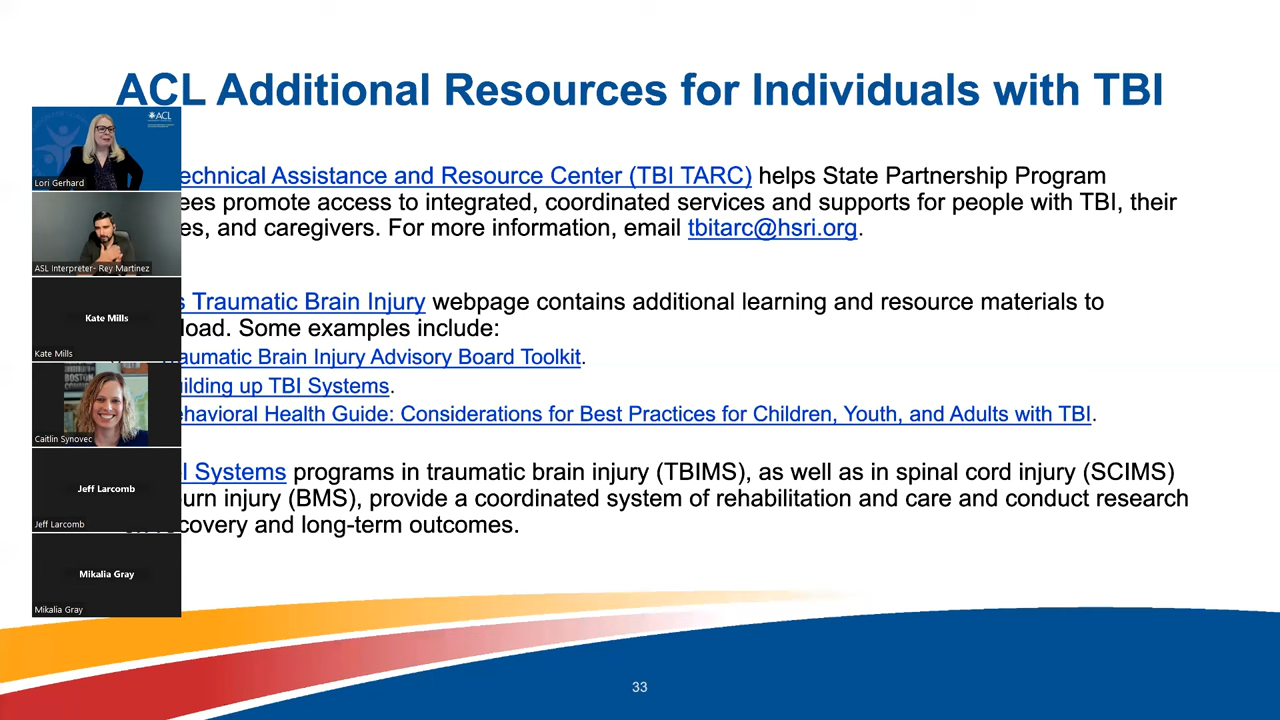 ACL Additional Resources for Individuals with TBI
echnical Assistance and Resource Center (TBI TARC) helps State Partnership Program
ees promote access to integrated, coordinated services and supports for people with TBI, their
es, and caregivers. For more information, email tbitarc@hsri.org.
s Traumatic Brain Injury webpage contains additional learning and resource materials to
load. Some examples include:
raumatic Brain Injury Advisory Board Toolkit.
uilding up TBI Systems.
ehavioral Health Guide: Considerations for Best Practices for Children, Youth, and Adults with TBI.
l Systems programs in traumatic brain injury (TBIMS), as well as in spinal cord injury (SCIMS)
urn injury (BMS), provide a coordinated system of rehabilitation and care and conduct research
covery and long-term outcomes.
ACL
Lori Gerhard
ASL Interpreter- Rey Martinez
Kate Mills
Kate Mills
BOSTON
Caitlin Synovec
Jeff Larcomb
Jeff Larcomb
Mikalia Gray
Mikalia Gray
33